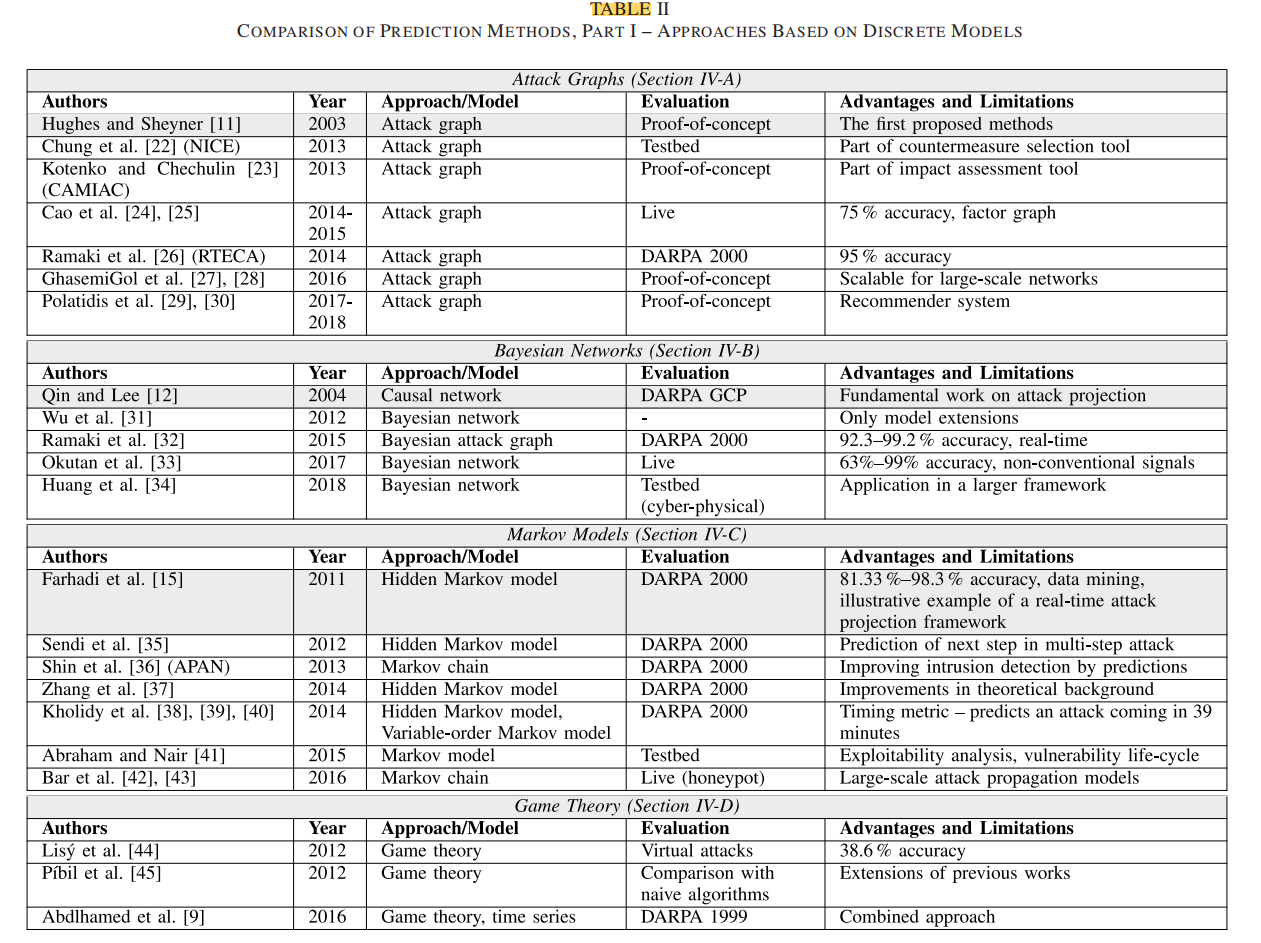 TABLE II
COMPARISON OF PREDICTION METHODS, PART I – APPROACHES BASED ON DISCRETE MODELS
Attack Graphs (Section IV-A)
Authors Year Approach/Model Evaluation Advantages and Limitations
Hughes and Sheyner [11] 2003 Attack graph Proof-of-concept The first proposed methods
Chung et al. [22] (NICE) 2013 Attack graph Testbed Part of countermeasure selection tool
Kotenko and Chechulin [23] 2013 Attack graph Proof-of-concept Part of impact assessment tool
(CAMIAC)
Cao et al. [24], [25] 2014- Attack graph Live 75 % accuracy, factor graph
2015
Ramaki et al. [26] (RTECA) 2014 Attack graph DARPA 2000 95 % accuracy
GhasemiGol et al. [27], [28] 2016 Attack graph Proof-of-concept Scalable for large-scale networks
Polatidis et al. [29], [30] 2017- Attack graph Proof-of-concept Recommender system
2018
Bayesian Networks (Section IV-B)
Authors Year Approach/Model Evaluation Advantages and Limitations
Qin and Lee [12] 2004 Causal network DARPA GCP Fundamental work on attack projection
Wu et al. [31] 2012 Bayesian network - Only model extensions
Ramaki et al. [32] 2015 Bayesian attack graph DARPA 2000 92.3–99.2 % accuracy, real-time
Okutan et al. [33] 2017 Bayesian network Live 63%–99% accuracy, non-conventional signals
Huang et al. [34] 2018 Bayesian network Testbed Application in a larger framework
(cyber-physical)
Markov Models (Section IV-C)
Authors Year Approach/Model Evaluation Advantages and Limitations
Farhadi et al. [15] 2011 Hidden Markov model DARPA 2000 81.33 %–98.3 % accuracy, data mining,
illustrative example of a real-time attack
projection framework
Sendi et al. [35] 2012 Hidden Markov model DARPA 2000 Prediction of next step in multi-step attack
Shin et al. [36] (APAN) 2013 Markov chain DARPA 2000 Improving intrusion detection by predictions
Zhang et al. [37] 2014 Hidden Markov model DARPA 2000 Improvements in theoretical background
Kholidy et al. [38], [39], [40] 2014 Hidden Markov model, DARPA 2000 Timing metric – predicts an attack coming in 39
Variable-order Markov model minutes
Abraham and Nair [41] 2015 Markov model Testbed Exploitability analysis, vulnerability life-cycle
Bar et al. [42], [43] 2016 Markov chain Live (honeypot) Large-scale attack propagation models
Game Theory (Section IV-D)
Authors Year Approach/Model Evaluation Advantages and Limitations
Lisý et al. [44] 2012 Game theory Virtual attacks 38.6 % accuracy
Píbil et al. [45] 2012 Game theory Comparison with Extensions of previous works
naive algorithms
Abdlhamed et al. [9] 2016 Game theory, time series DARPA 1999 Combined approach